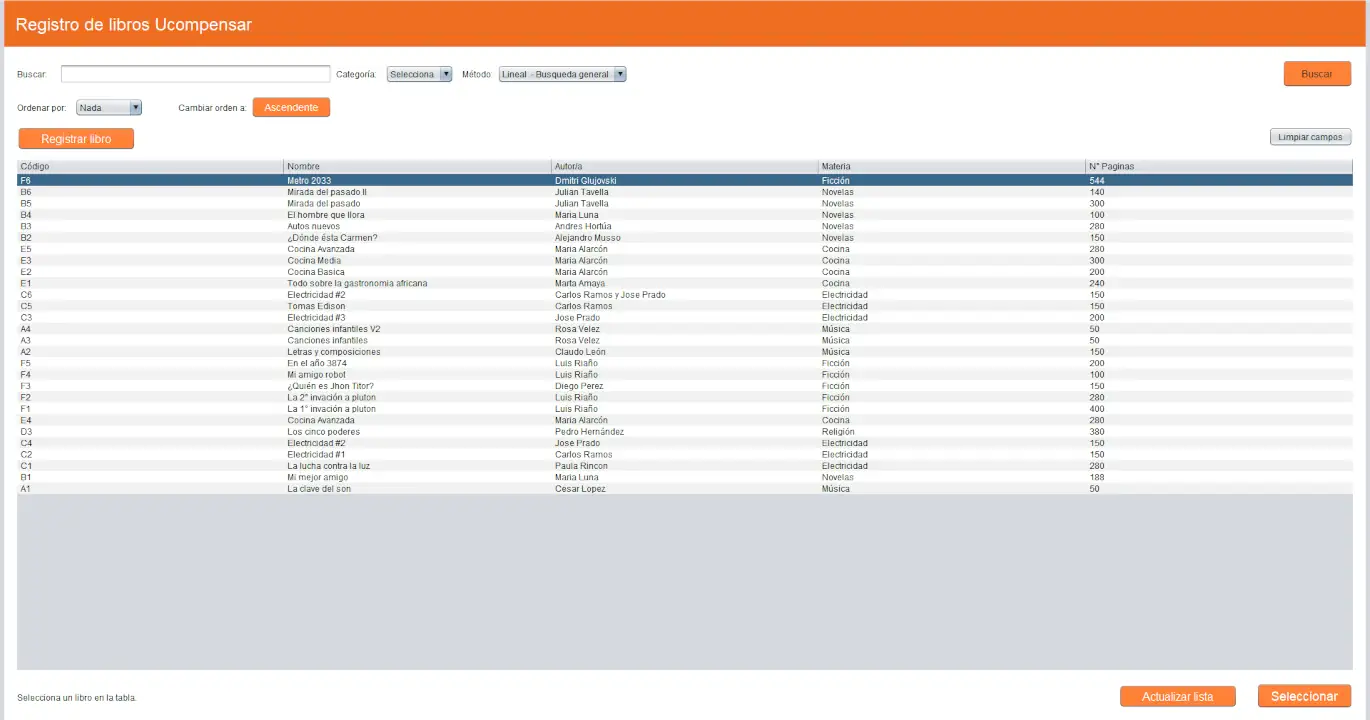 Registro de libros Ucompensar
Buscar: Categoría: Selecciona. Método: Lineal - Busqueda general Buscar
Ordenar por: Nada Cambiar orden a: Ascendente
Registrar libro Limpiar campos
Código Nombre Autor/a Materia N° Paginas
F6 Metro 2033 Dmitri Glujovski Ficción 544
B6 Mirada del pasado II Julian Tavella Novelas 140
B5 Mirada del pasado Julian Tavella Novelas 300
B4 El hombre que llora Maria Luna Novelas 100
B3 Autos nuevos Andres Hortúa Novelas 280
B2 ¿Dónde ésta Carmen? Alejandro Musso Novelas 150
E5 Cocina Avanzada Maria Alarcón Cocina 280
E3 Cocina Media Maria Alarcón Cocina 300
E2 Cocina Basica Maria Alarcón Cocina 200
E1 Todo sobre la gastronomia africana Marta Amaya Cocina 240
C6 Electricidad #2 Carlos Ramos y Jose Prado Electricidad 150
C5 Tomas Edison Carlos Ramos Electricidad 150
C3 Electricidad #3 Jose Prado Electricidad 200
A4 Canciones infantiles V2 Rosa Velez Música 50
A3 Canciones infantiles Rosa Velez Música 50
A2 Letras y composiciones Claudo León Música 150
F5 En el año 3874 Luis Riaño Ficción 200
F4 Mi amigo robot Luis Riaño Ficción 100
F3 ¿Quién es Jhon Titor? Diego Perez Ficción 150
F2 La 2° invación a pluton Luis Riaño Ficción 280
F1 La 1° invación a pluton Luis Riaño Ficción 400
E4 Cocina Avanzada Maria Alarcón Cocina 280
D3 Los cinco poderes Pedro Hernández Religión 380
C4 Electricidad #2 Jose Prado Electricidad 150
C2 Electricidad #1 Carlos Ramos Electricidad 150
C1 La lucha contra la luz Paula Rincon Electricidad 280
B1 Mi mejor amigo Maria Luna Novelas 188
A1 La clave del son Cesar Lopez Música 50
Selecciona un libro en la tabla. Actualizar lista Seleccionar